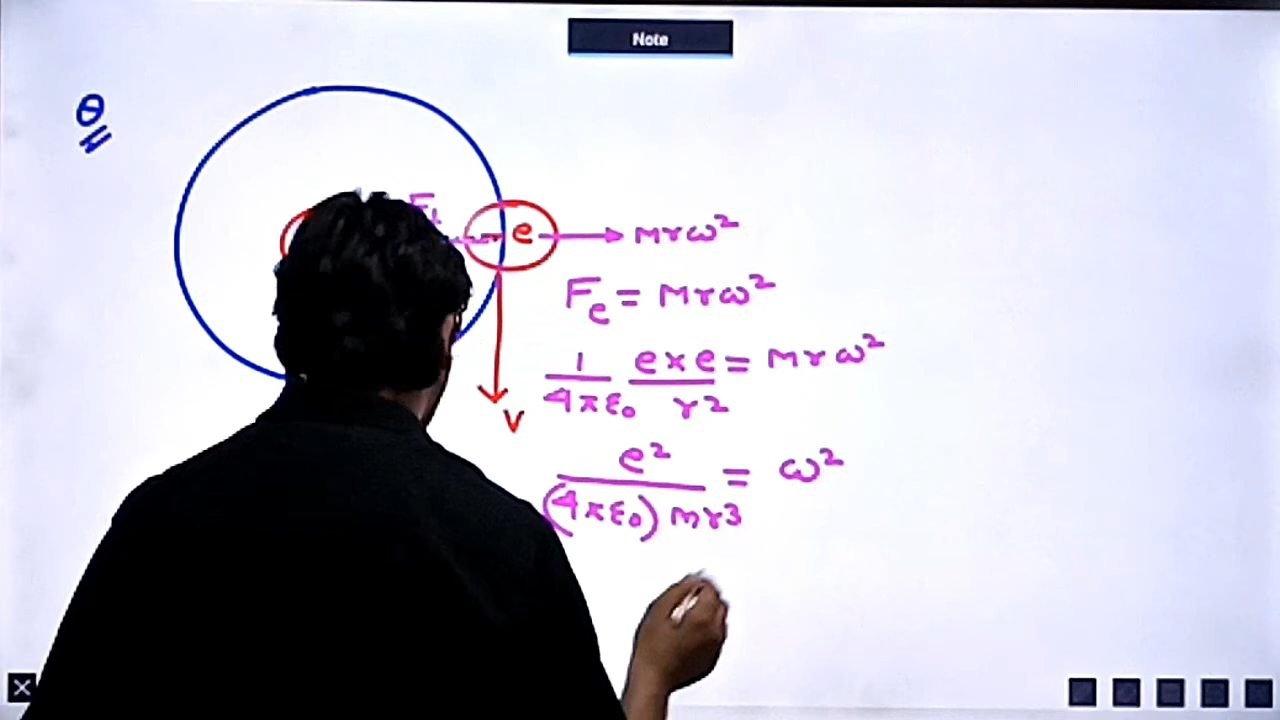 Note
Q
e
mrω²
Fe = mrω²
1/4πε₀ e×e/r² = mrω²
V
e²/(4πε₀)mr³ = ω²